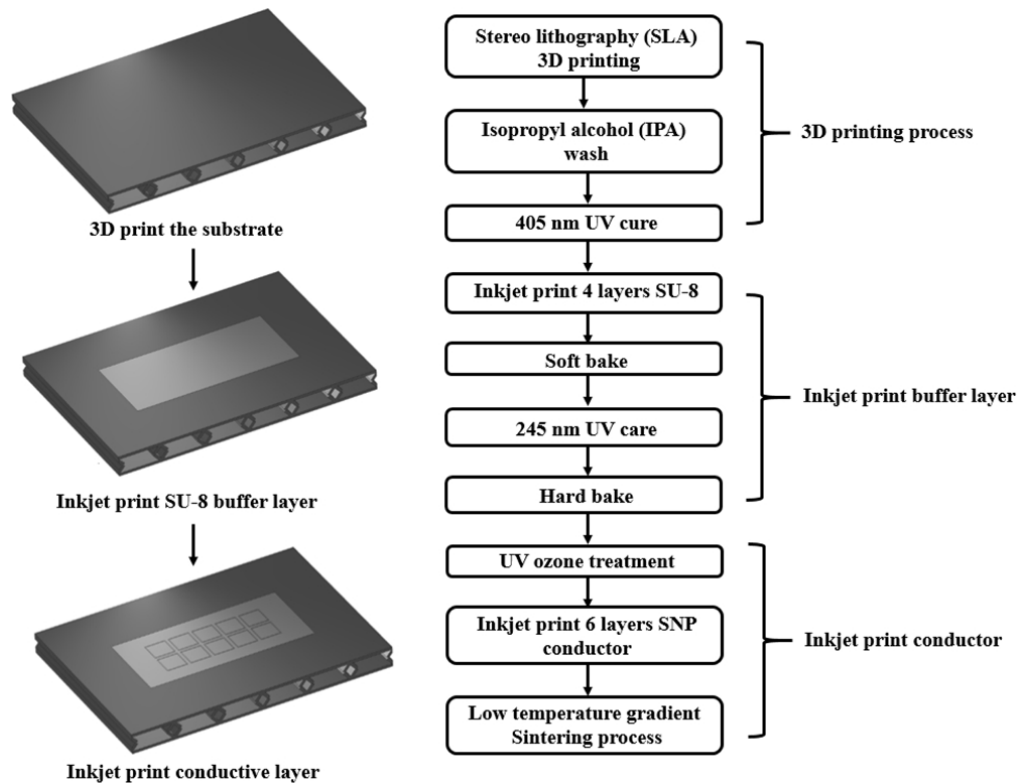 3D print the substrate
Inkjet print SU-8 buffer layer
Inkjet print conductive layer
Stereo lithography (SLA)
3D printing
Isopropyl alcohol (IPA)
wash
405 nm UV cure
3D printing process
Inkjet print 4 layers SU-8
Soft bake
245 nm UV care
Hard bake
Inkjet print buffer layer
UV ozone treatment
Inkjet print 6 layers SNP
conductor
Low temperature gradient
Sintering process
Inkjet print conductor